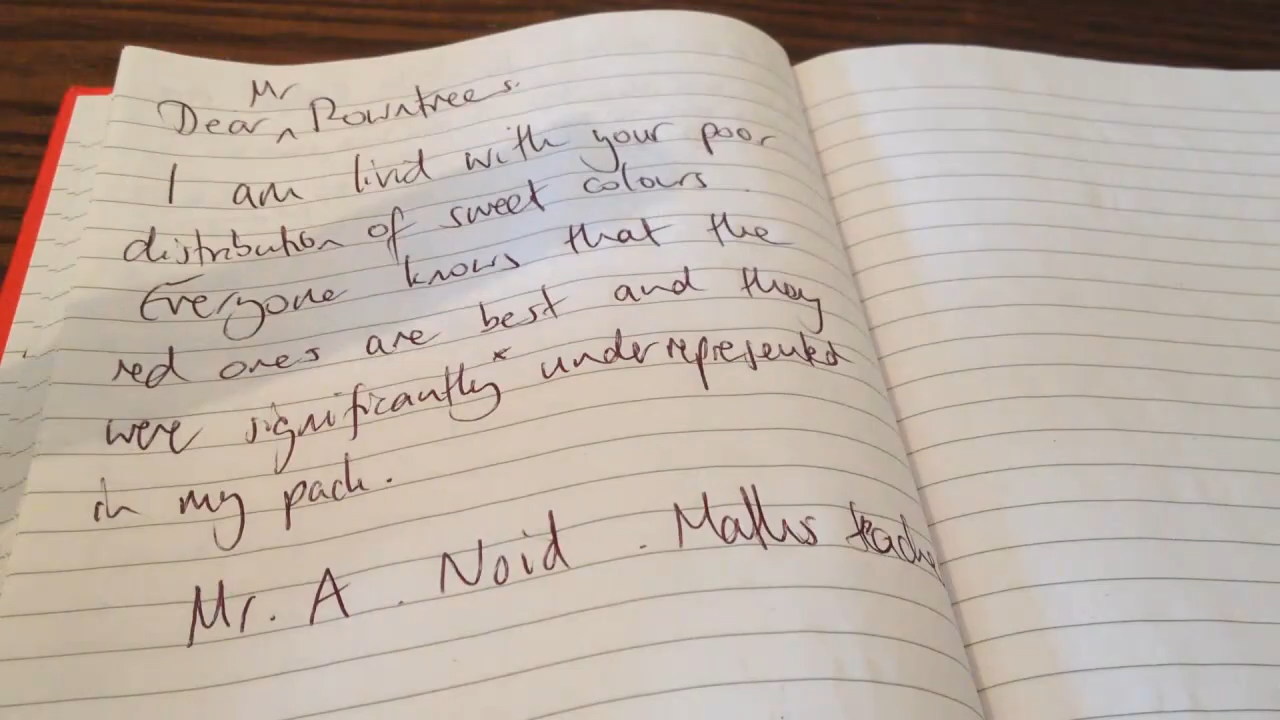 Dear Mr Rowntrees.
I am livid with your poor
distribution of sweet colours.
Everyone knows that the
red ones are best and they
were significantly* underrepresented
in my pack.
Mr. A. Noid. Maths teacher